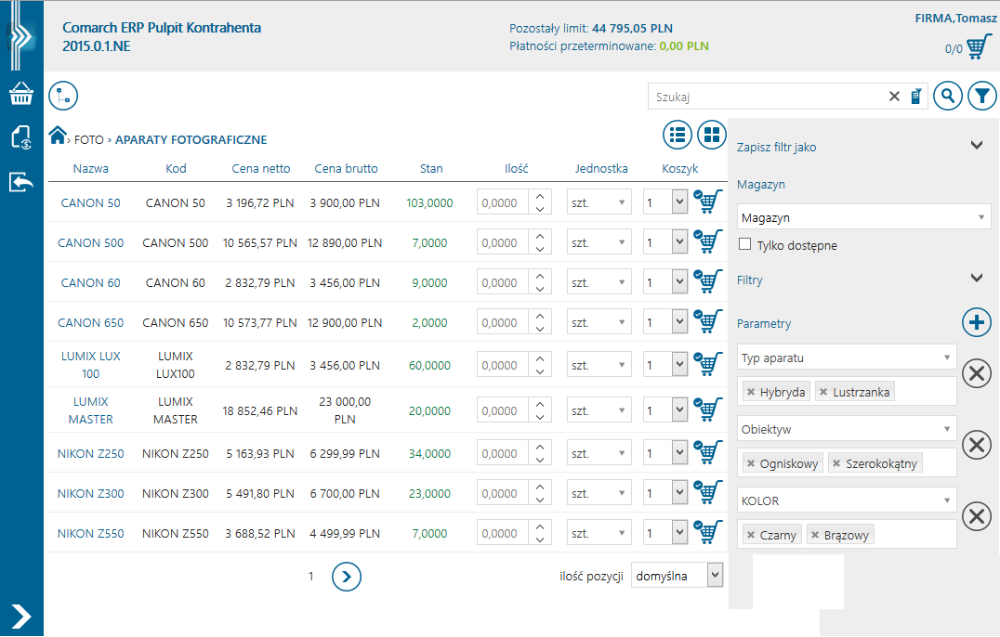 Comarch ERP Pulpit Kontrahenta
2015.0.1.NE
Pozostały limit: 44 795,05 PLN
Płatności przeterminowane: 0,00 PLN
FIRMA,Tomasz
0/0
Szukaj
› FOTO › APARATY FOTOGRAFICZNE
Nazwa Kod Cena netto Cena brutto Stan Ilość Jednostka Koszyk
CANON 50 CANON 50 3 196,72 PLN 3 900,00 PLN 103,0000 0,0000 szt. 1
CANON 500 CANON 500 10 565,57 PLN 12 890,00 PLN 7,0000 0,0000 szt. 1
CANON 60 CANON 60 2 832,79 PLN 3 456,00 PLN 9,0000 0,0000 szt. 1
CANON 650 CANON 650 10 573,77 PLN 12 900,00 PLN 2,0000 0,0000 szt. 1
LUMIX LUX LUMIX
100 LUX100 2 832,79 PLN 3 456,00 PLN 60,0000 0,0000 szt. 1
LUMIX LUMIX 23 000,00
MASTER MASTER 18 852,46 PLN PLN 20,0000 0,0000 szt. 1
NIKON Z250 NIKON Z250 5 163,93 PLN 6 299,99 PLN 34,0000 0,0000 szt. 1
NIKON Z300 NIKON Z300 5 491,80 PLN 6 700,00 PLN 23,0000 0,0000 szt. 1
NIKON Z550 NIKON Z550 3 688,52 PLN 4 499,99 PLN 7,0000 0,0000 szt. 1
1
ilość pozycji domyślna
Zapisz filtr jako
Magazyn
Magazyn
Tylko dostępne
Filtry
Parametry
Typ aparatu
× Hybryda × Lustrzanka
Obiektyw
× Ogniskowy × Szerokokątny
KOLOR
× Czarny × Brązowy